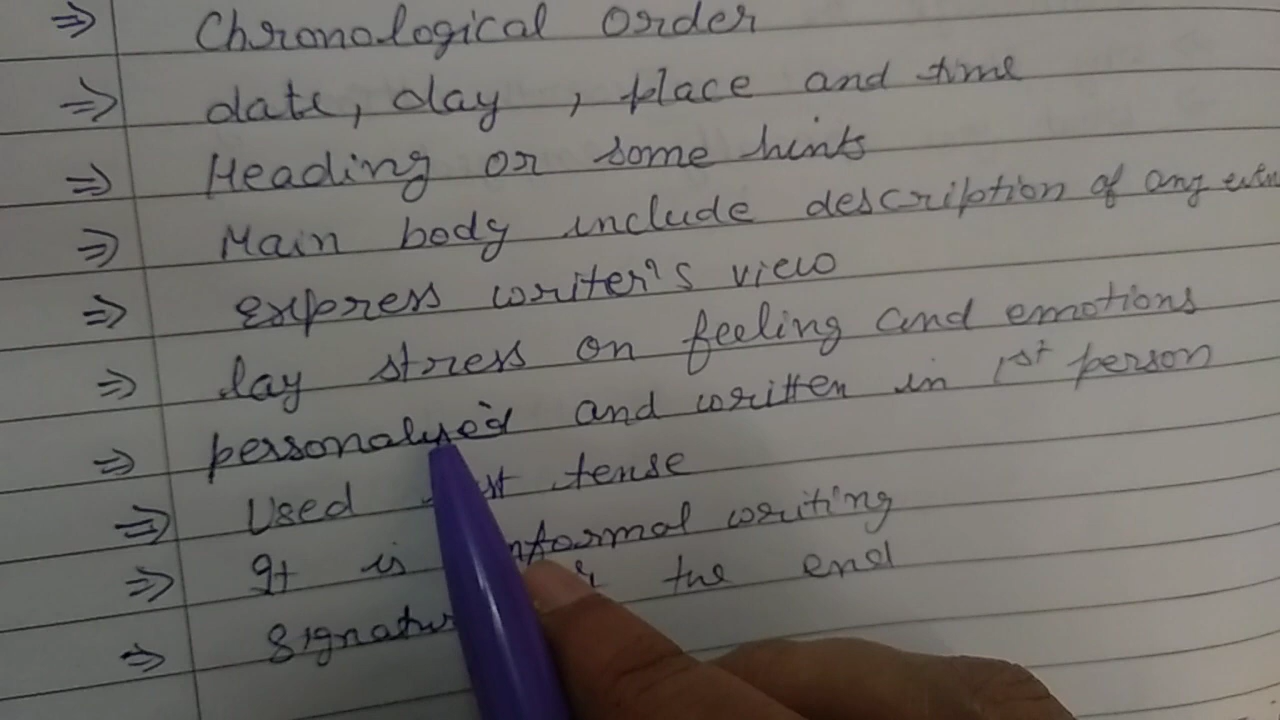 ⇒ Chronological order
⇒ date, day, place and time
⇒ Heading or some hints
⇒ Main body include description of any
⇒ express writer's view
⇒ lay stress on feeling and emotions
⇒ personalysed and written in 1st person
⇒ Used tense
⇒ It is informal writing
⇒ the end